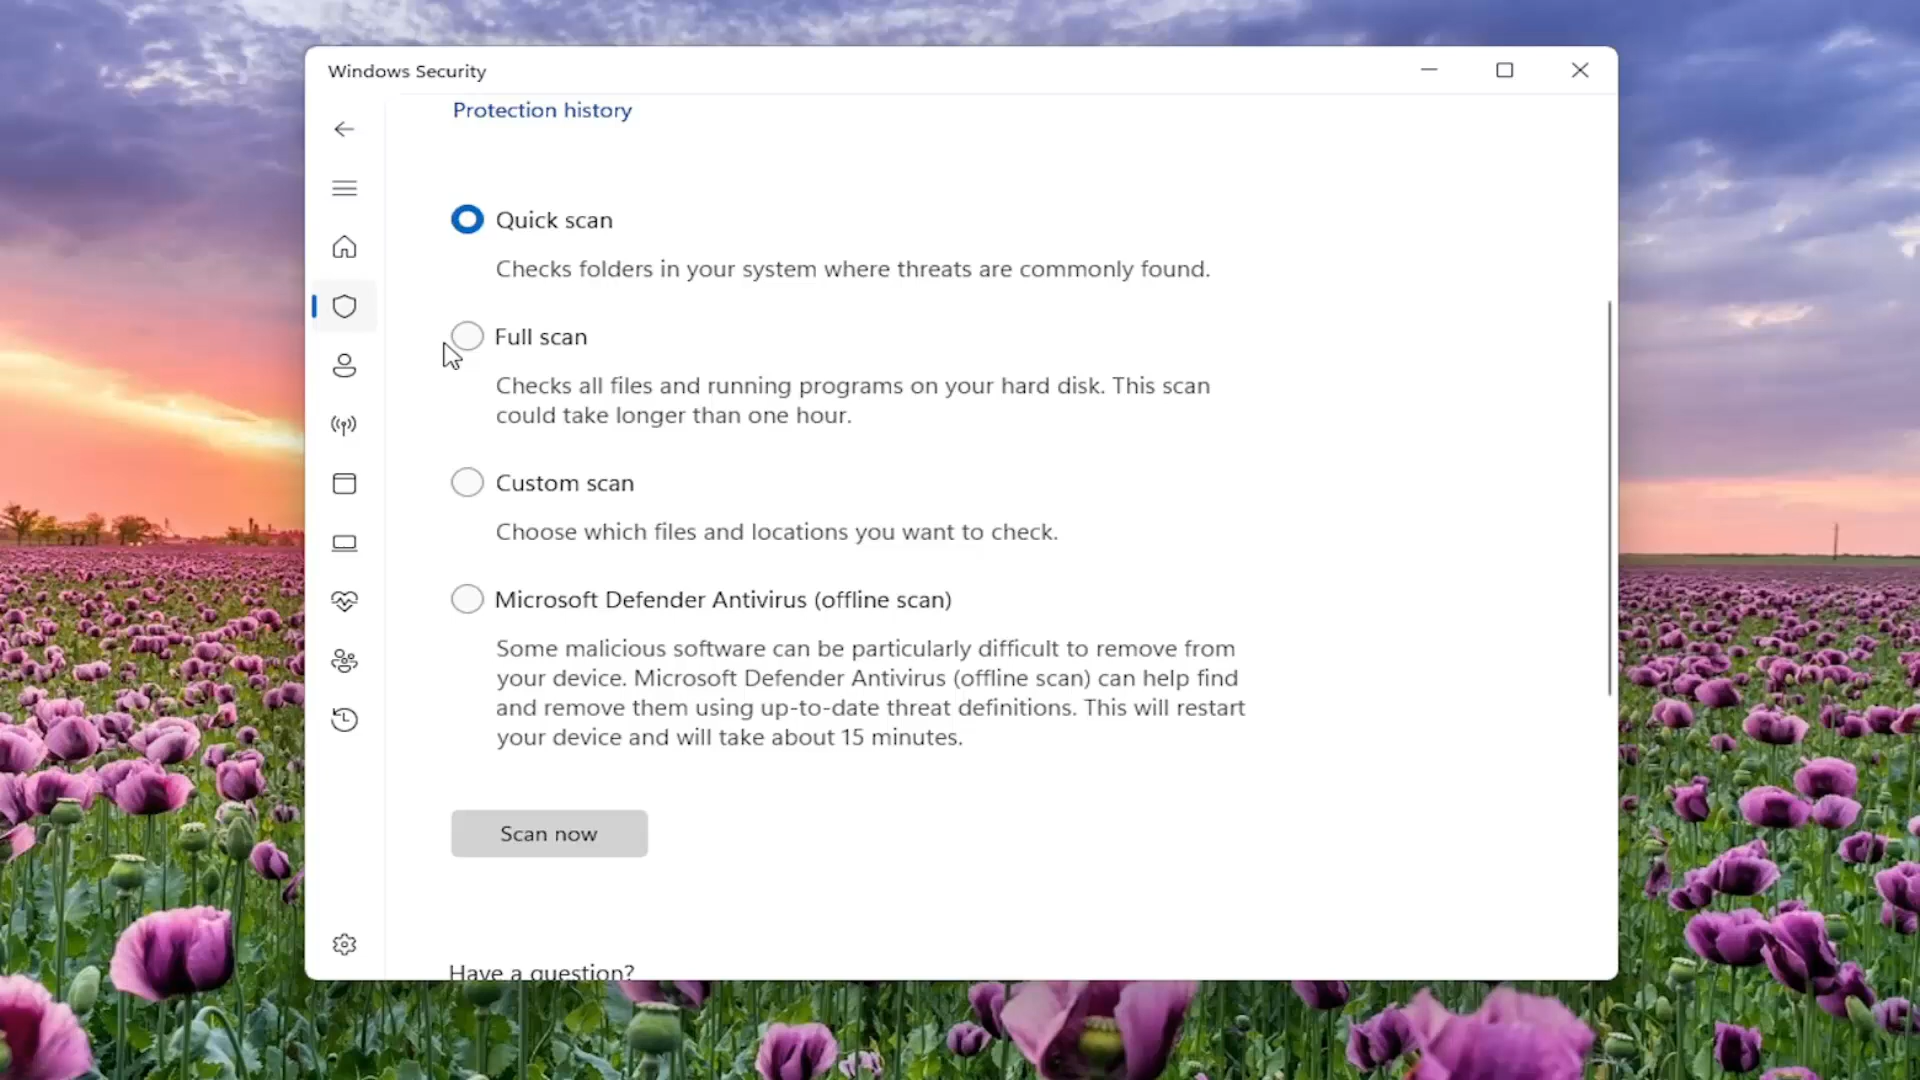 Windows Security
Protection history
Quick scan
Checks folders in your system where threats are commonly found.
Full scan
Checks all files and running programs on your hard disk. This scan
could take longer than one hour.
Custom scan
Choose which files and locations you want to check.
Microsoft Defender Antivirus (offline scan)
Some malicious software can be particularly difficult to remove from
your device. Microsoft Defender Antivirus (offline scan) can help find
and remove them using up-to-date threat definitions. This will restart
your device and will take about 15 minutes.
Scan now
Have a question?